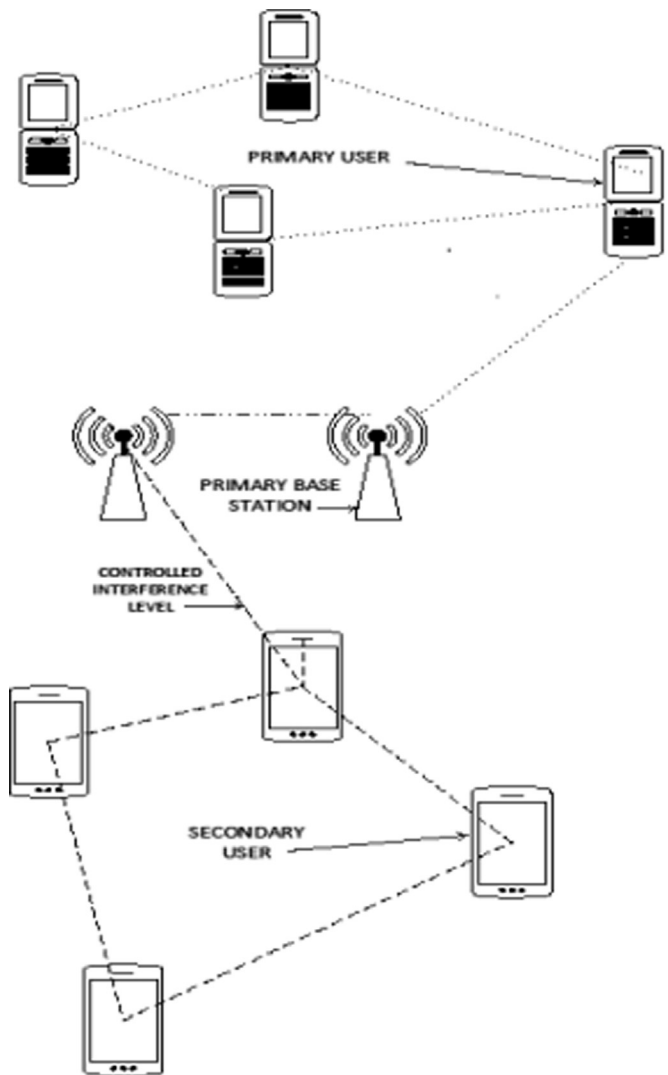 PRIMARY USER
PRIMARY BASE
STATION
CONTROLLED
INTERFERENCE
LEVEL
SECONDARY
USER